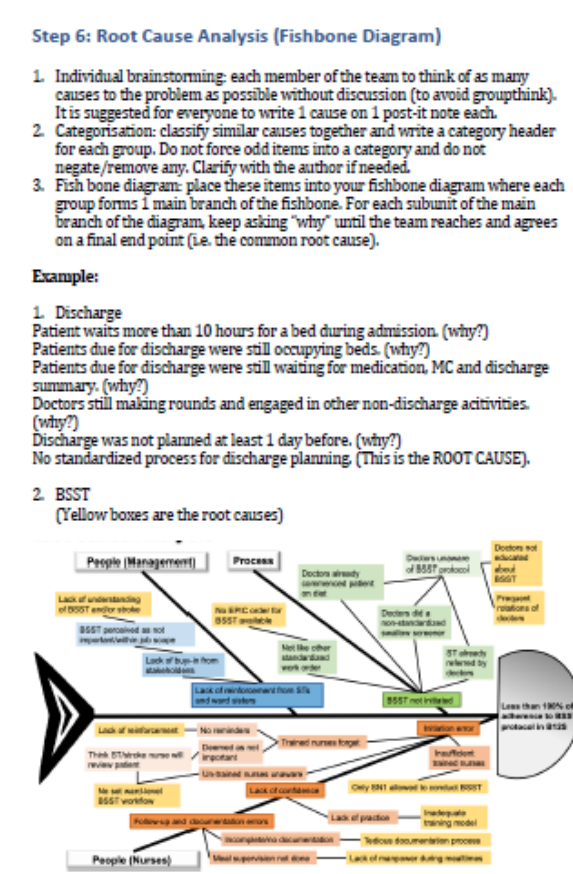 Step 6: Root Cause Analysis (Fishbone Diagram)
1. Individual brainstorming: each member of the team to think of as many
causes to the problem as possible without discussion (to avoid groupthink).
It is suggested for everyone to write 1 cause on 1 post-it note each.
2. Categorisation: classify similar causes together and write a category header
for each group. Do not force odd items into a category and do not
negate/remove any. Clarify with the author if needed.
3. Fish bone diagram: place these items into your fishbone diagram where each
group forms 1 main branch of the fishbone. For each subunit of the main
branch of the diagram, keep asking "why" until the team reaches and agrees
on a final end point (i.e. the common root cause).
Example:
1. Discharge
Patient waits more than 10 hours for a bed during admission. (why?)
Patients due for discharge were still occupying beds. (why?)
Patients due for discharge were still waiting for medication, MC and discharge
summary. (why?)
Doctors still making rounds and engaged in other non-discharge acitivities.
(why?)
Discharge was not planned at least 1 day before. (why?)
No standardized process for discharge planning. (This is the ROOT CAUSE).
2. BSST
(Yellow boxes are the root causes)
People (Management)
Process
Doctors already
commenced patient
on diet
Doctors unaware
of BSST protocol
Doctors not
educated
about
BSST
Frequent
rotations of
doctors
Lack of understanding
of BSST and/or stroke
No EPIC order for
BSST available
Doctors did a
non-standardized
swallow screener
BSST perceived as not
important/within job scope
Not like other
standardized
work order
ST already
referred by
doctors
Lack of buy-in from
stakeholders
Lack of reinforcement from STs
and ward sisters
BSST not initiated
Less than 100% of
adherence to BSST
protocol in B125
Lack of reinforcement
No reminders
Initiation error
Trained nurses forget
Deemed as not
important
Think ST/stroke nurse will
review patient
Insufficient
trained nurses
Un-trained nurses unaware
No set ward-level
BSST workflow
Lack of confidence
Only SN1 allowed to conduct BSST
Lack of practice
Inadequate
training model
Follow-up and documentation errors
Incomplete/no documentation
Tedious documentation process
People (Nurses)
Meal supervision not done
Lack of manpower during mealtimes